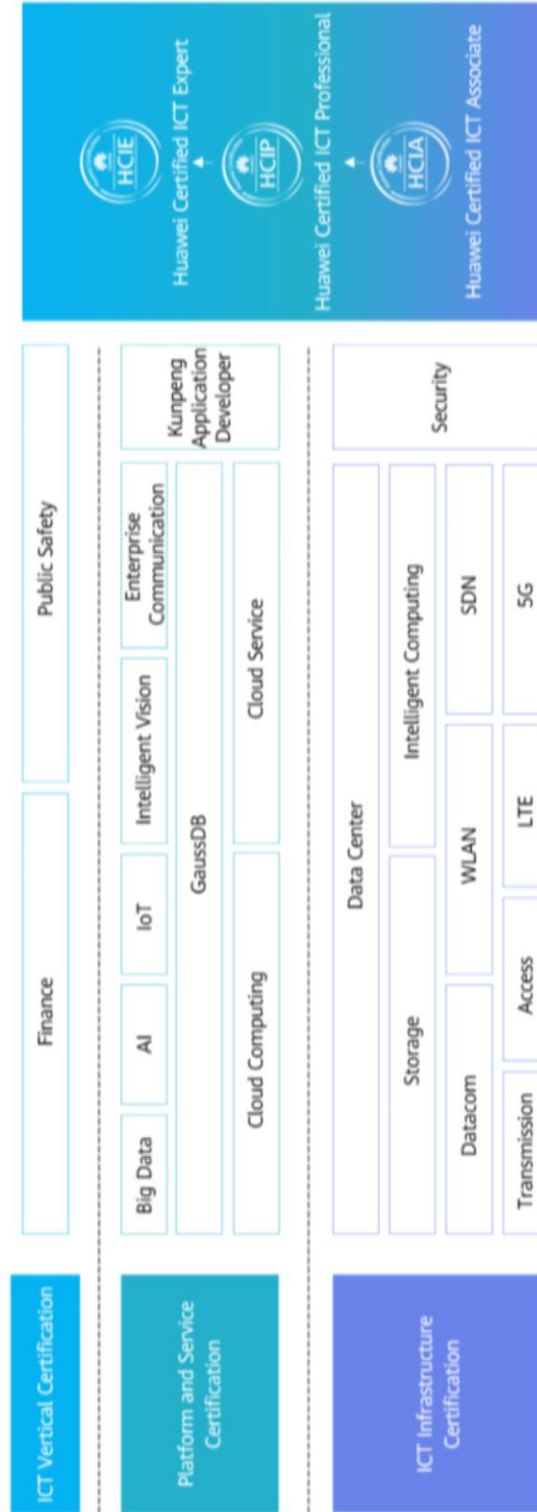 ICT Vertical Certification
Finance
Public Safety
Platform and Service
Certification
Big Data
AI
IoT
Intelligent Vision
Enterprise
Communication
GaussDB
Cloud Computing
Cloud Service
Kunpeng
Application
Developer
ICT Infrastructure
Certification
Data Center
Storage
Intelligent Computing
Datacom
WLAN
SDN
Transmission
Access
LTE
5G
Security
HCIE
Huawei Certified ICT Expert
HCIP
Huawei Certified ICT Professional
HCIA
Huawei Certified ICT Associate